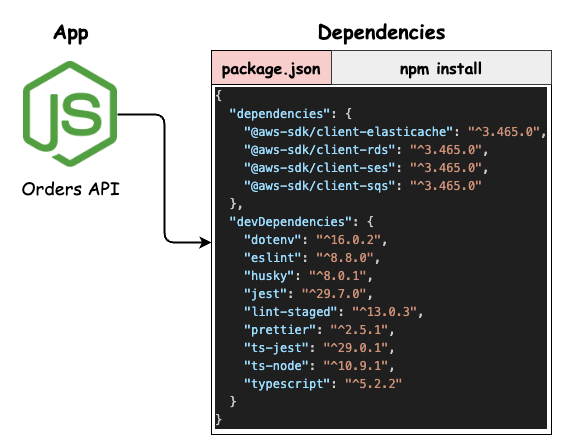 App
Dependencies
JS
Orders API
package.json
npm install
{
  "dependencies": {
    "@aws-sdk/client-elasticache": "^3.465.0",
    "@aws-sdk/client-rds": "^3.465.0",
    "@aws-sdk/client-ses": "^3.465.0",
    "@aws-sdk/client-sqs": "^3.465.0"
  },
  "devDependencies": {
    "dotenv": "^16.0.2",
    "eslint": "^8.8.0",
    "husky": "^8.0.1",
    "jest": "^29.7.0",
    "lint-staged": "^13.0.3",
    "prettier": "^2.5.1",
    "ts-jest": "^29.0.1",
    "ts-node": "^10.9.1",
    "typescript": "^5.2.2"
  }
}